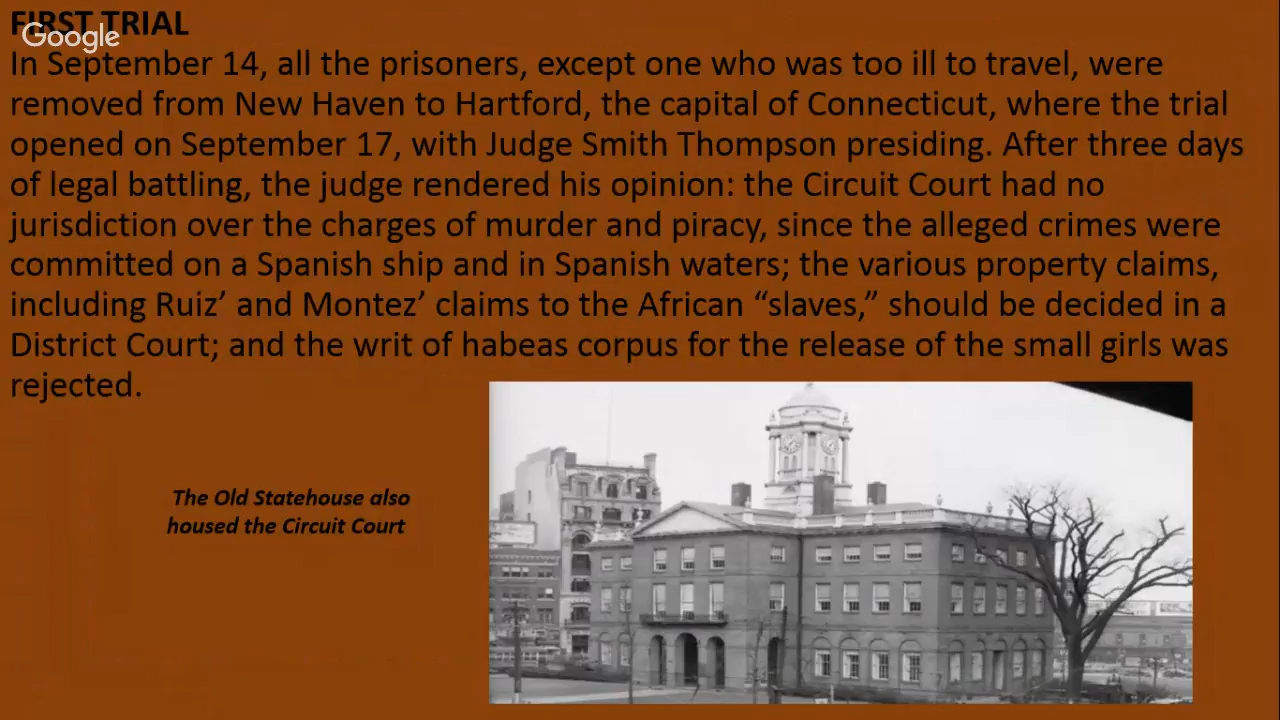 FIRST TRIAL
Google
In September 14, all the prisoners, except one who was too ill to travel, were
removed from New Haven to Hartford, the capital of Connecticut, where the trial
opened on September 17, with Judge Smith Thompson presiding. After three days
of legal battling, the judge rendered his opinion: the Circuit Court had no
jurisdiction over the charges of murder and piracy, since the alleged crimes were
committed on a Spanish ship and in Spanish waters; the various property claims,
including Ruiz’ and Montez’ claims to the African “slaves,” should be decided in a
District Court; and the writ of habeas corpus for the release of the small girls was
rejected.
The Old Statehouse also
housed the Circuit Court